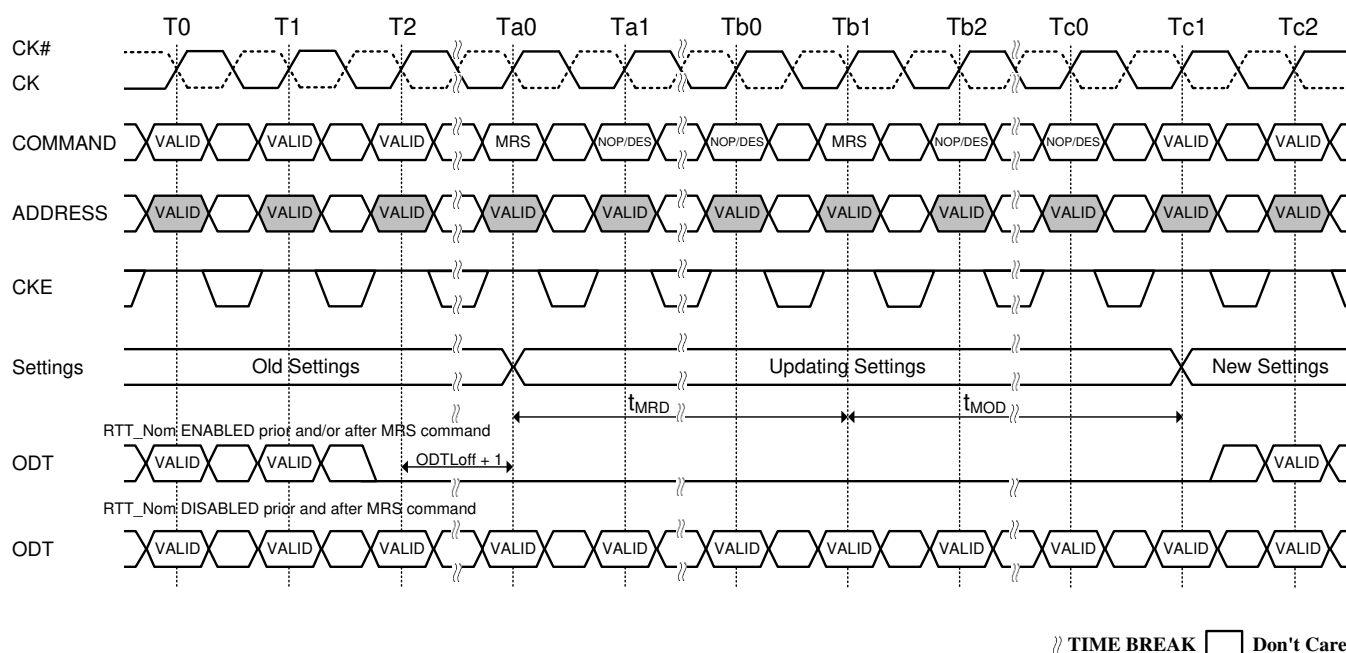 T0 T1 T2 Ta0 Ta1 Tb0 Tb1 Tb2 Tc0 Tc1 Tc2
CK#
CK
COMMAND VALID VALID VALID MRS NOP/DES NOP/DES MRS NOP/DES NOP/DES VALID VALID
ADDRESS VALID VALID VALID VALID VALID VALID VALID VALID VALID VALID VALID
CKE
Settings Old Settings Updating Settings New Settings
tMRD tMOD
RTT_Nom ENABLED prior and/or after MRS command
ODT VALID VALID ODTLoff + 1 VALID
RTT_Nom DISABLED prior and after MRS command
ODT VALID VALID VALID VALID VALID VALID VALID VALID VALID VALID VALID
TIME BREAK Don't Care